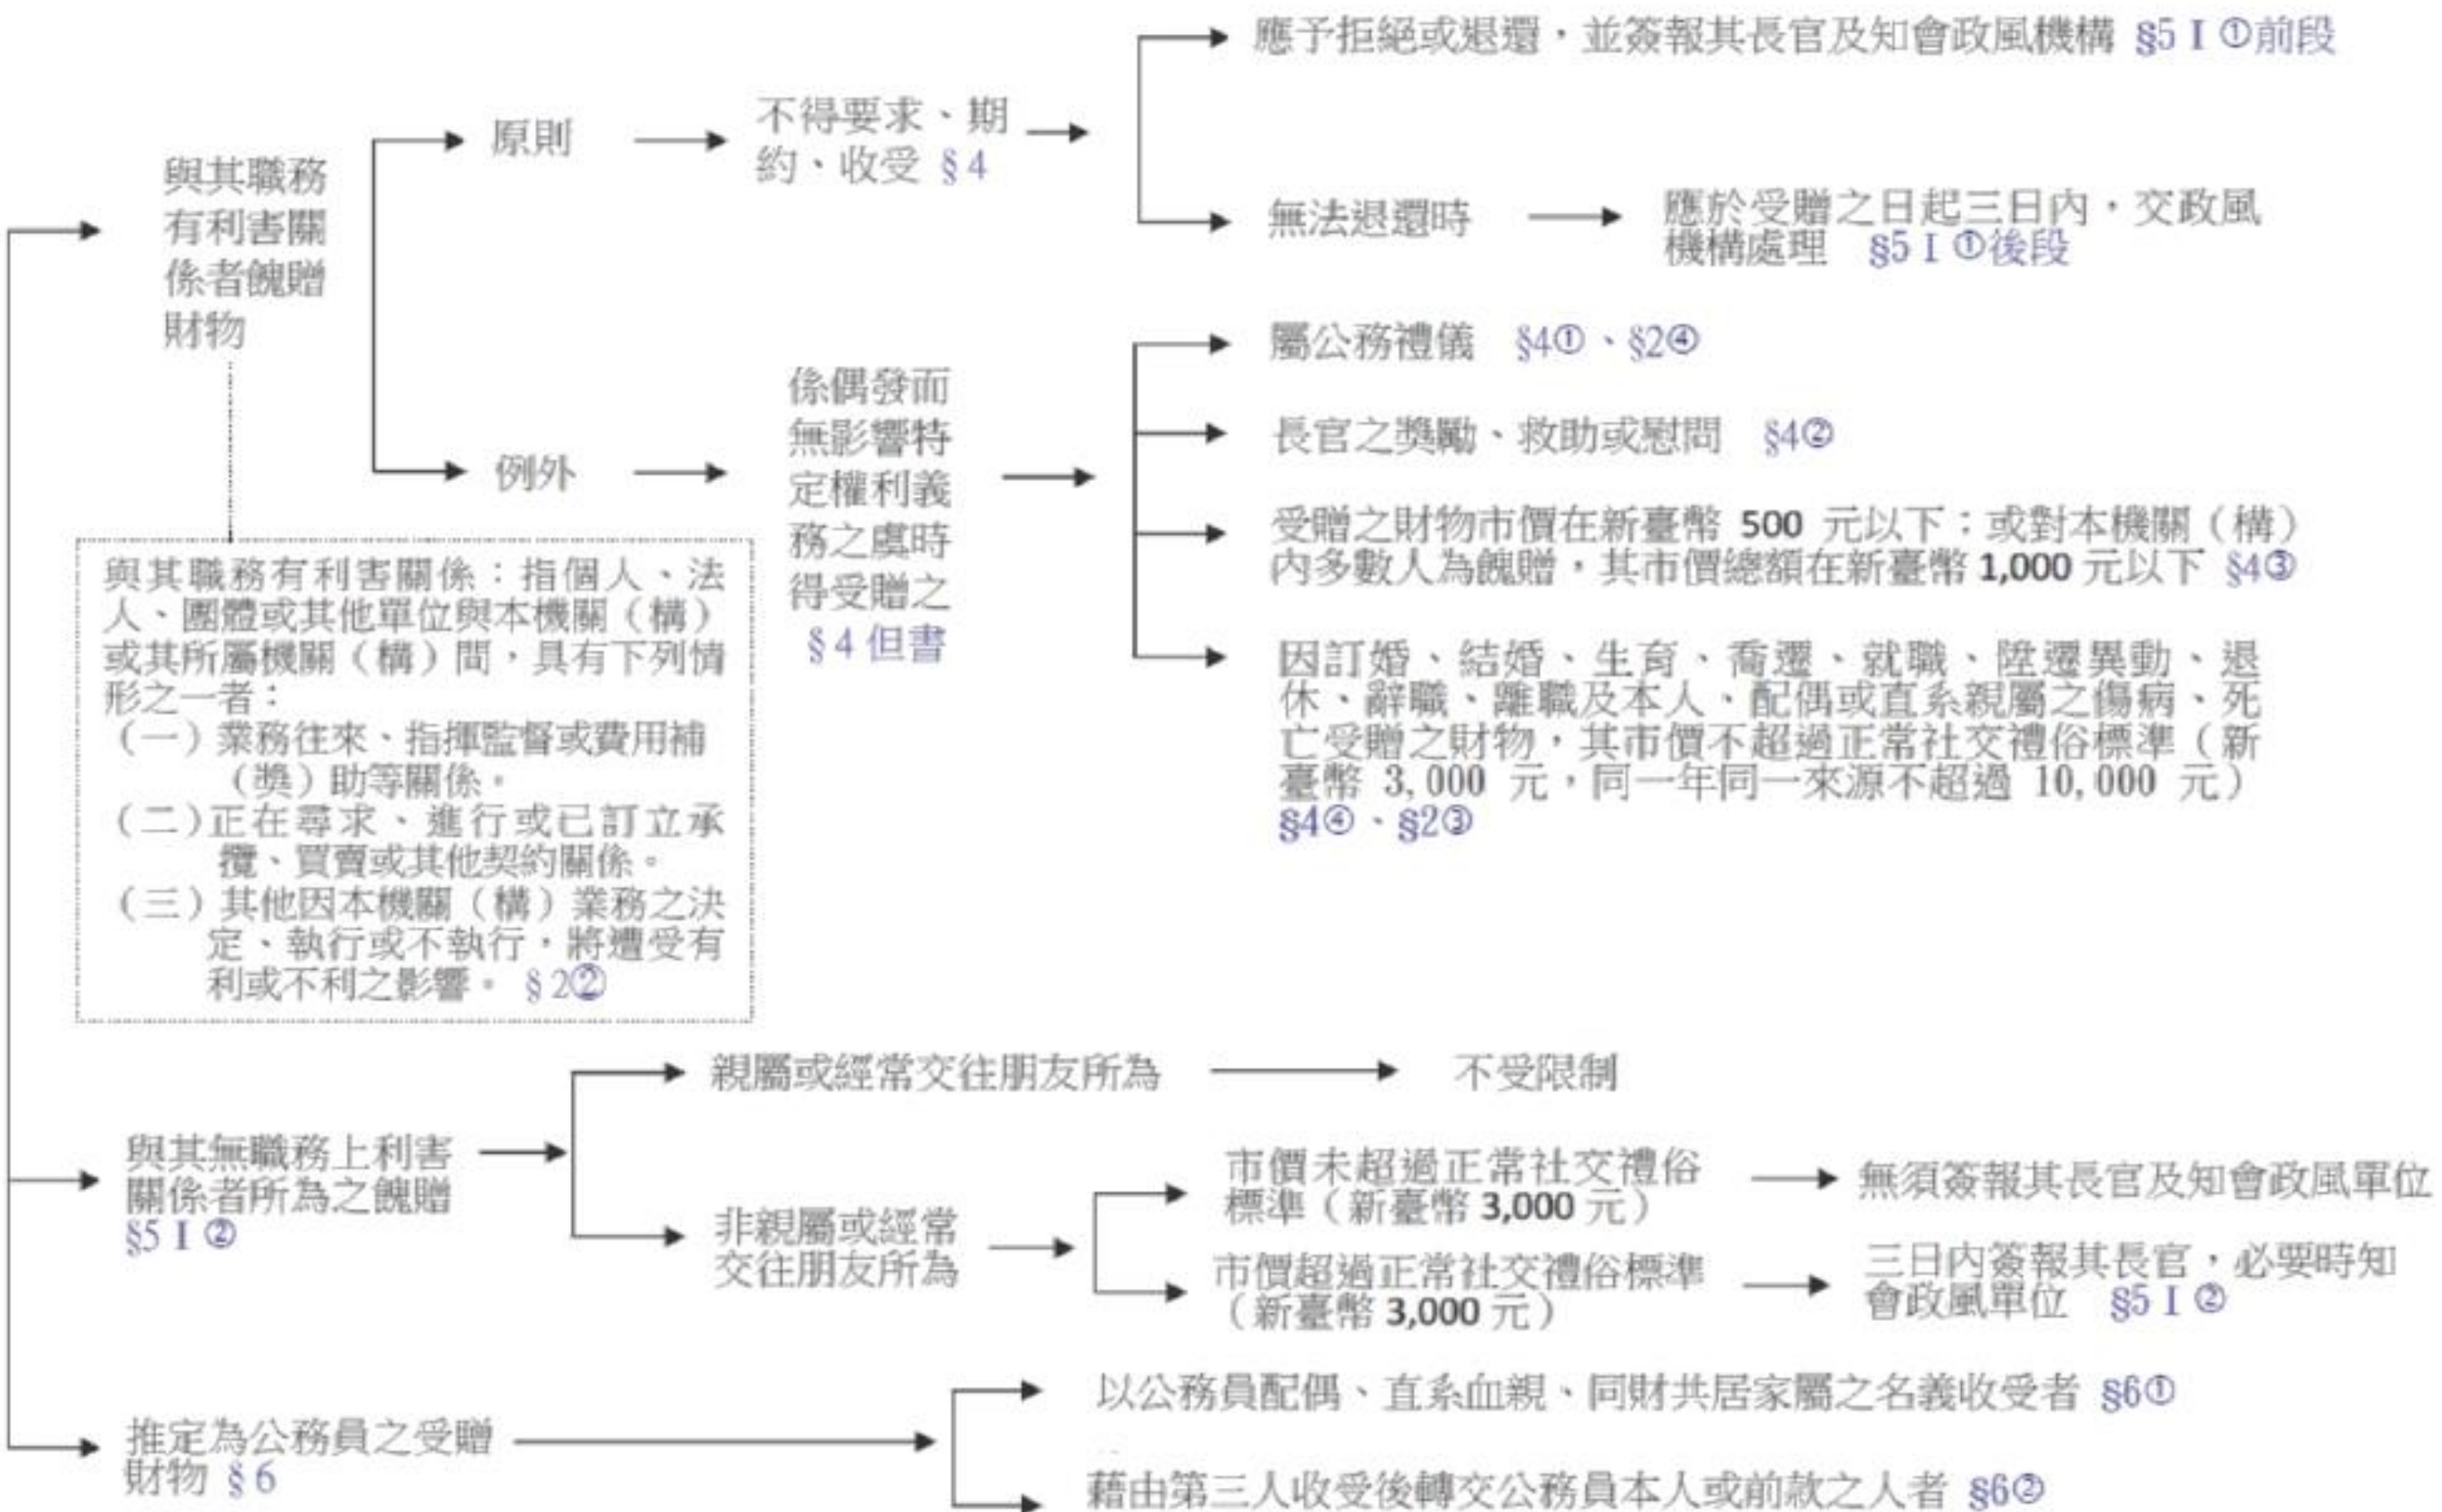 應予拒絕或退還，並簽報其長官及知會政風機構 §5 I ①前段
原則
不得要求、期
約、收受 §4
與其職務
有利害關
係者餽贈
財物
無法退還時
應於受贈之日起三日內，交政風
機構處理 §5 I ①後段
屬公務禮儀 §4①、§2④
例外
係偶發而
無影響特
定權利義
務之虞時
得受贈之
§4 但書
長官之獎勵、救助或慰問 §4②
受贈之財物市價在新臺幣 500 元以下；或對本機關（構）
內多數人為餽贈，其市價總額在新臺幣 1,000 元以下 §4③
因訂婚、結婚、生育、喬遷、就職、陞遷異動、退
休、辭職、離職及本人、配偶或直系親屬之傷病、死
亡受贈之財物，其市價不超過正常社交禮俗標準（新
臺幣 3,000 元，同一年同一來源不超過 10,000 元）
§4④、§2③
與其職務有利害關係：指個人、法
人、團體或其他單位與本機關（構）
或其所屬機關（構）間，具有下列情
形之一者：
（一）業務往來、指揮監督或費用補
（獎）助等關係。
（二）正在尋求、進行或已訂立承
攬、買賣或其他契約關係。
（三）其他因本機關（構）業務之決
定、執行或不執行，將遭受有
利或不利之影響。 §2②
親屬或經常交往朋友所為
不受限制
與其無職務上利害
關係者所為之餽贈
§5 I ②
非親屬或經常
交往朋友所為
市價未超過正常社交禮俗
標準（新臺幣 3,000 元）
無須簽報其長官及知會政風單位
市價超過正常社交禮俗標準
（新臺幣 3,000 元）
三日內簽報其長官，必要時知
會政風單位 §5 I ②
以公務員配偶、直系血親、同財共居家屬之名義收受者 §6①
推定為公務員之受贈
財物 §6
藉由第三人收受後轉交公務員本人或前款之人者 §6②